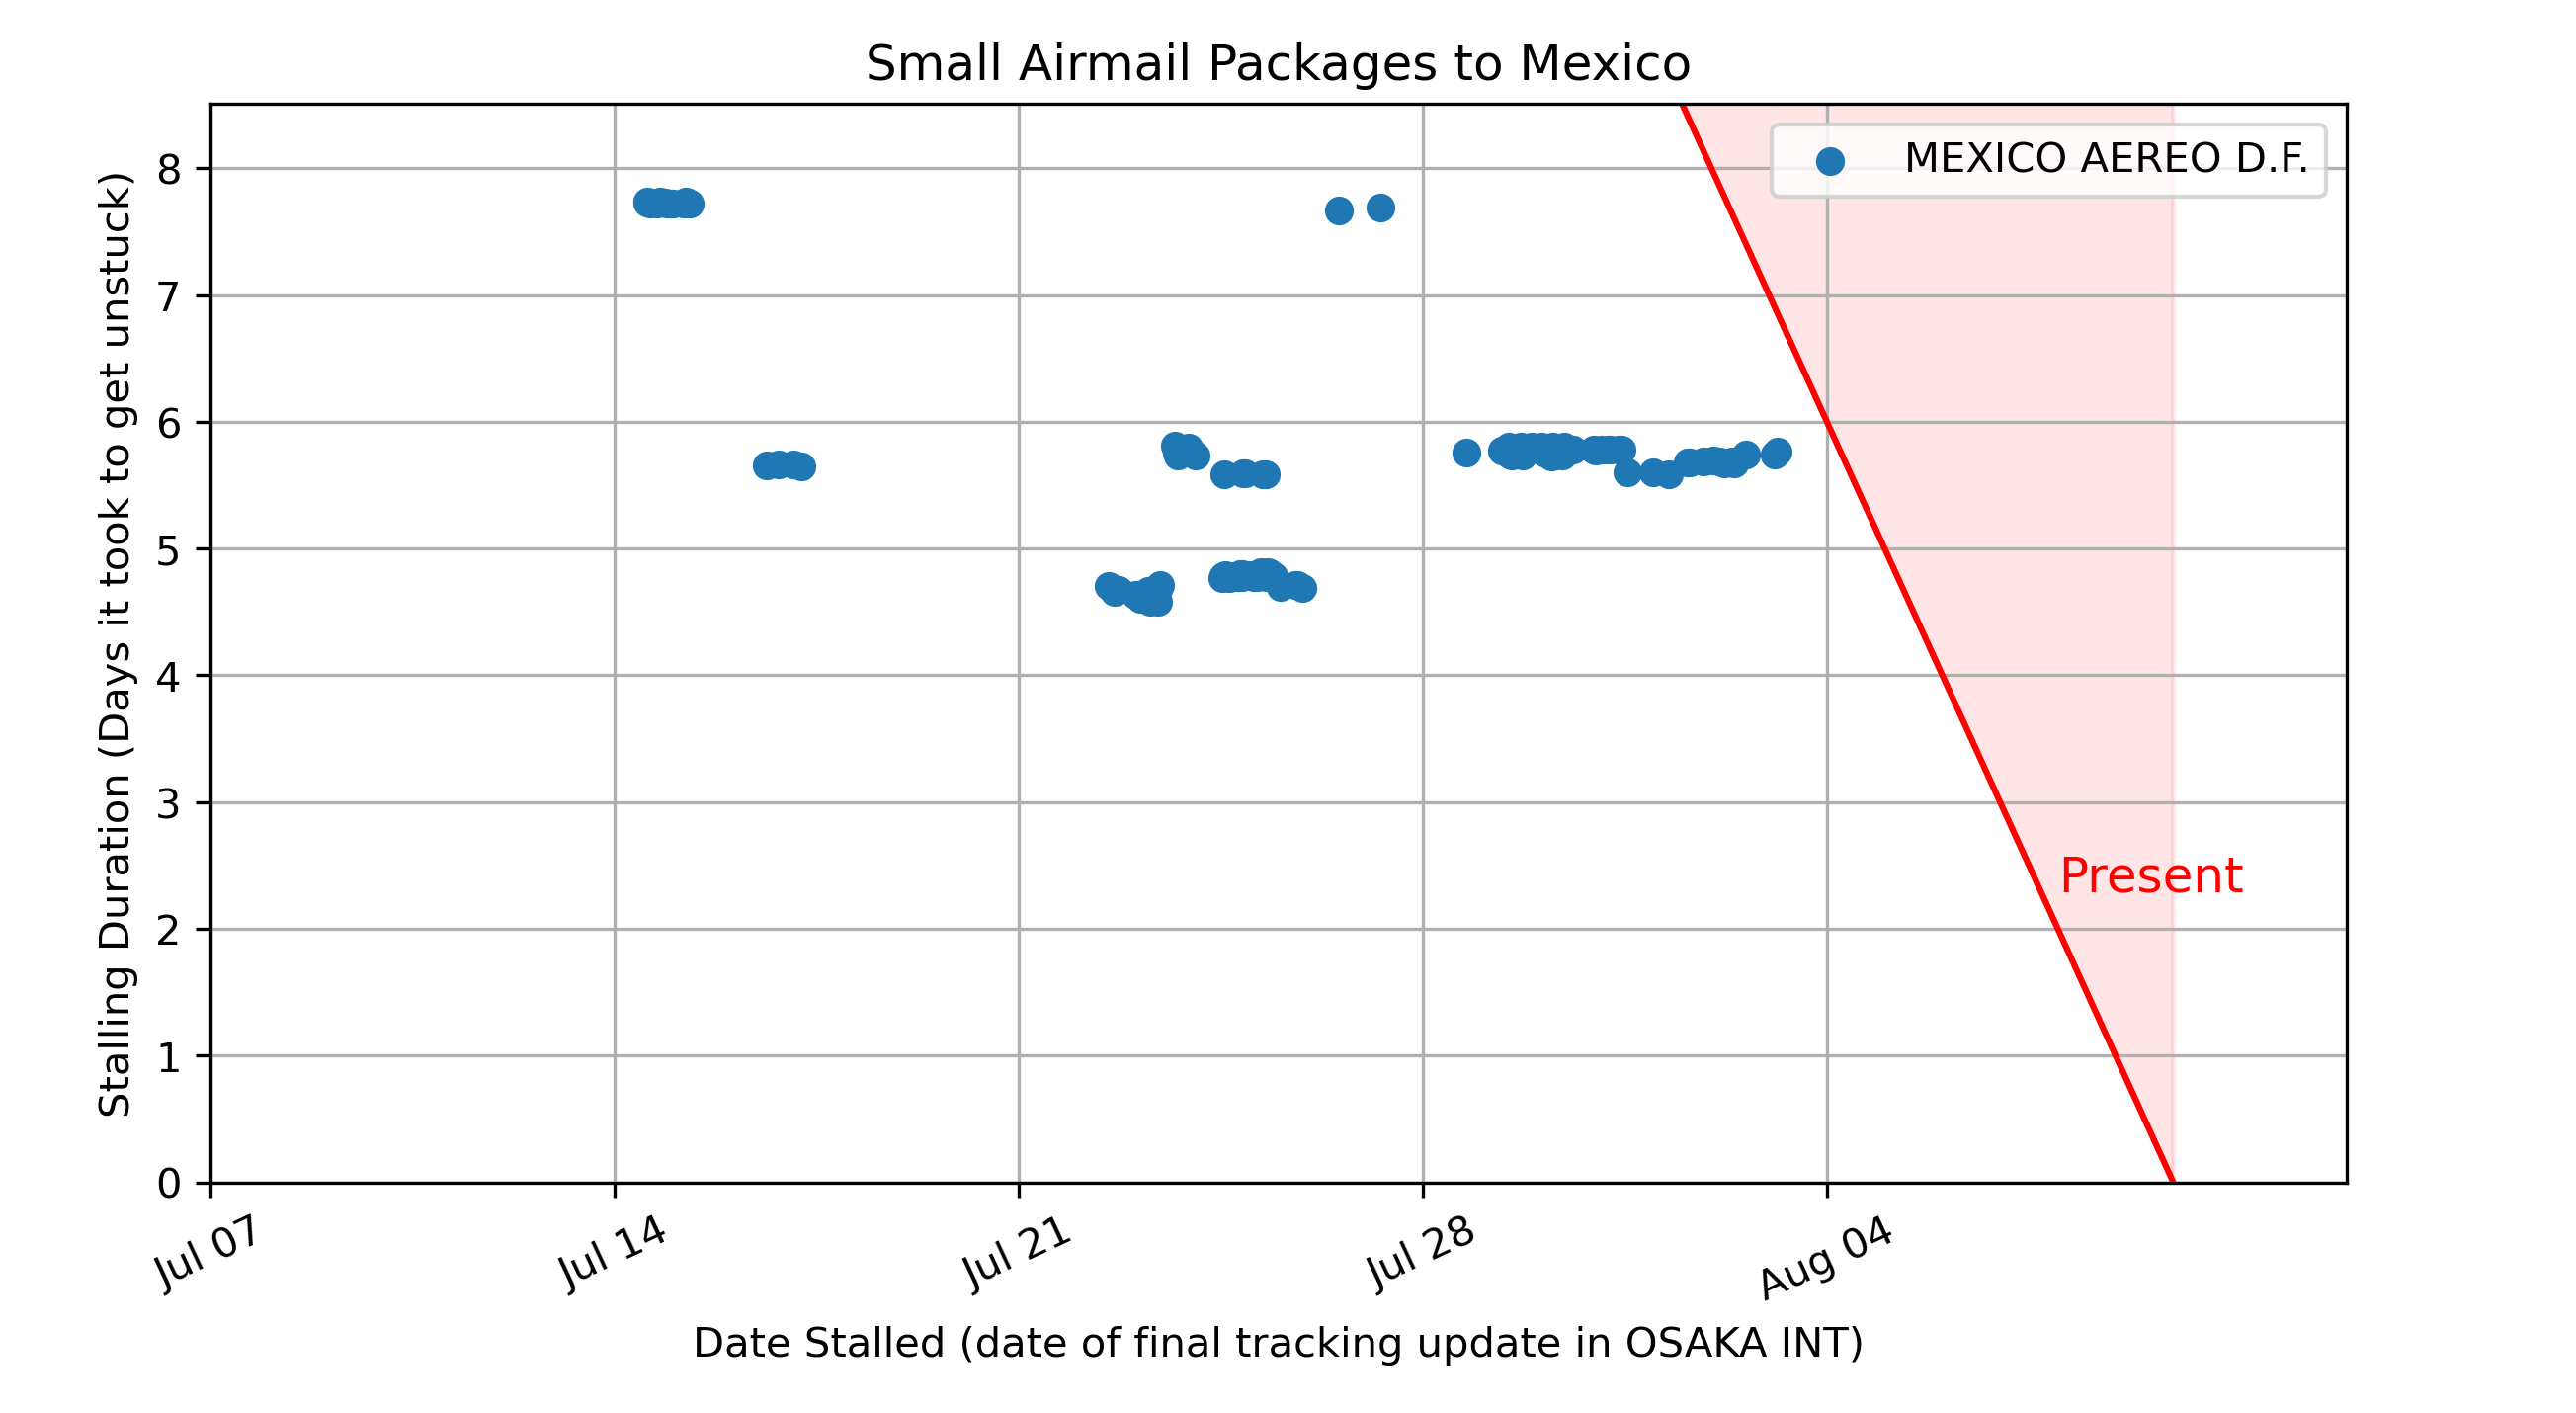 Small Airmail Packages to Mexico
MEXICO AEREO D.F.
Stalling Duration (Days it took to get unstuck)
8
7
6
5
4
3
2
1
0
Present
Jul 07
Jul 14
Jul 21
Jul 28
Aug 04
Date Stalled (date of final tracking update in OSAKA INT)